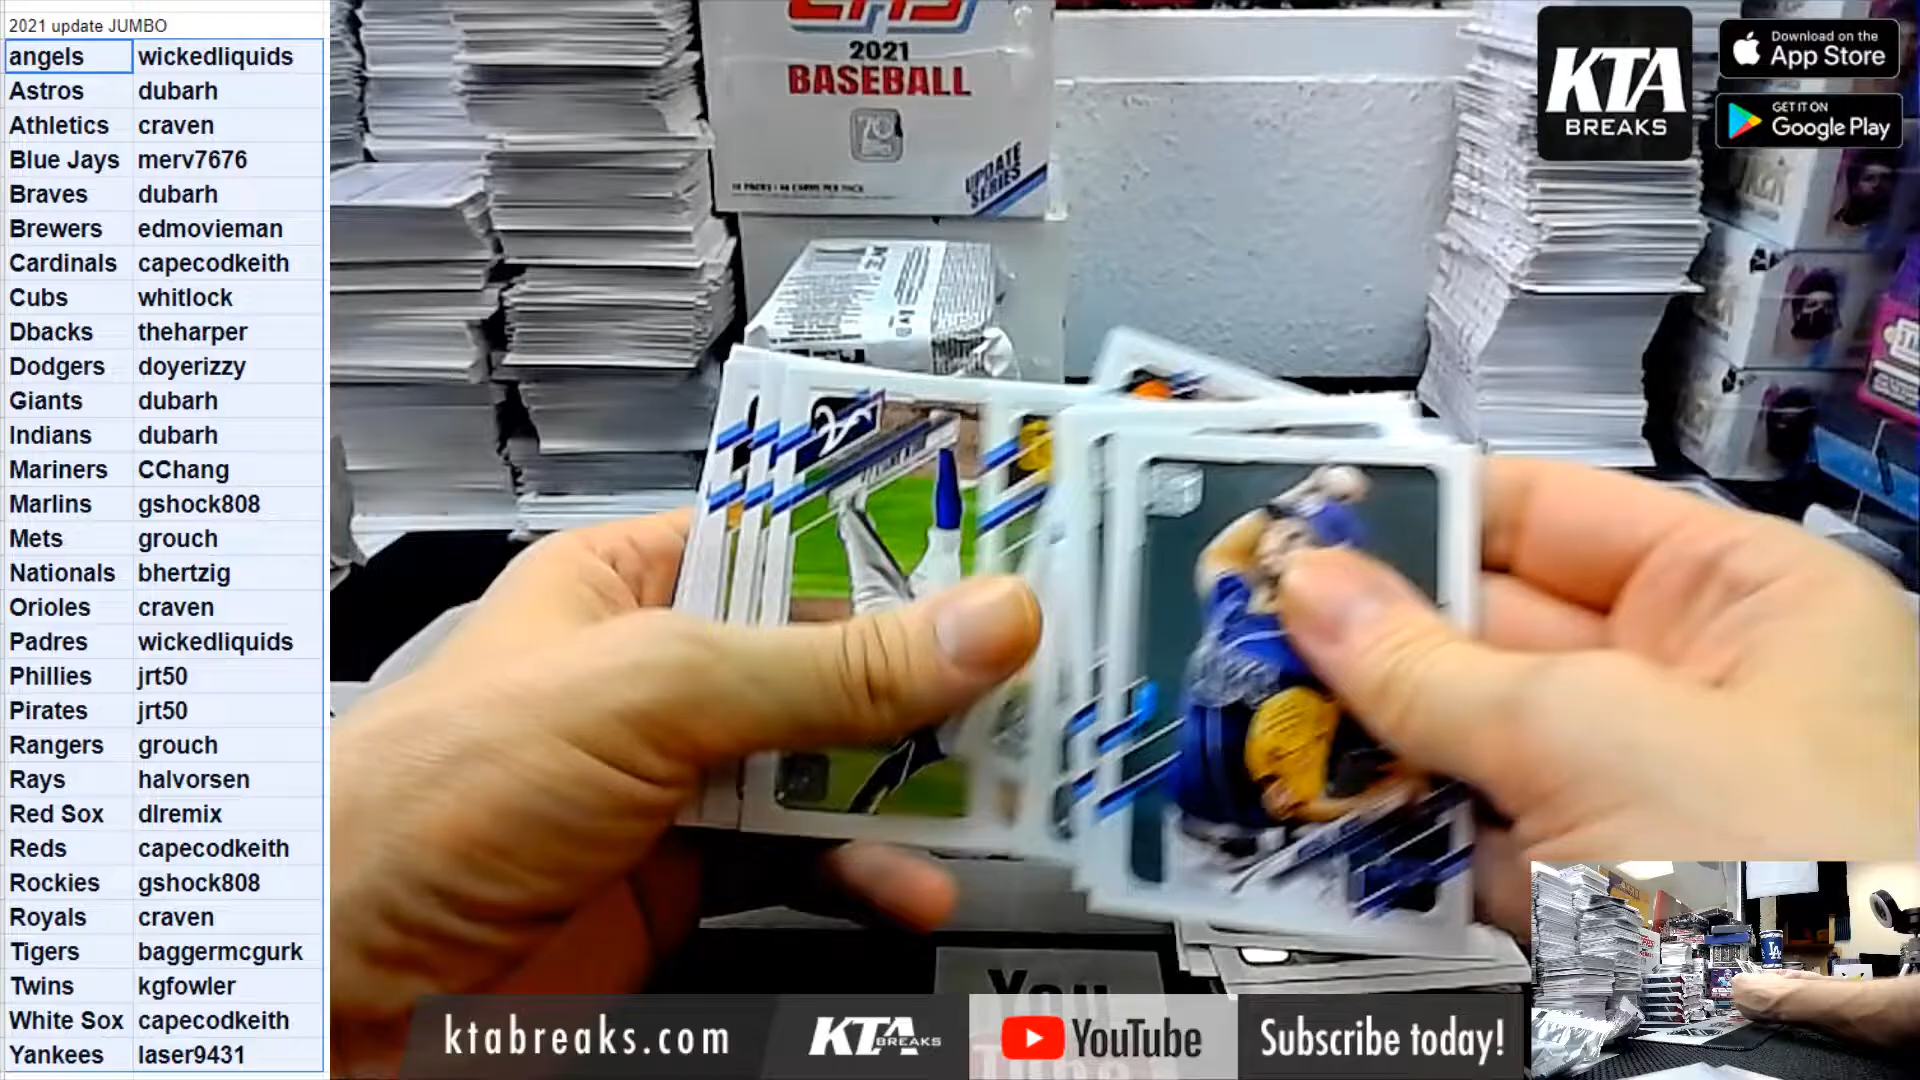 2021 update JUMBO
angels wickedliquids
Astros dubarh
Athletics craven
Blue Jays merv7676
Braves dubarh
Brewers edmovieman
Cardinals capecodkeith
Cubs whitlock
Dbacks theharper
Dodgers doyerizzy
Giants dubarh
Indians dubarh
Mariners CChang
Marlins gshock808
Mets grouch
Nationals bhertzig
Orioles craven
Padres wickedliquids
Phillies jrt50
Pirates jrt50
Rangers grouch
Rays halvorsen
Red Sox dlremix
Reds capecodkeith
Rockies gshock808
Royals craven
Tigers baggermcgurk
Twins kgfowler
White Sox capecodkeith
Yankees laser9431
2021
BASEBALL
70
UPDATE
SERIES
KTA
BREAKS
Download on the
App Store
GET IT ON
Google Play
You
ktabreaks.com
KTA BREAKS
YouTube
Subscribe today!
LA